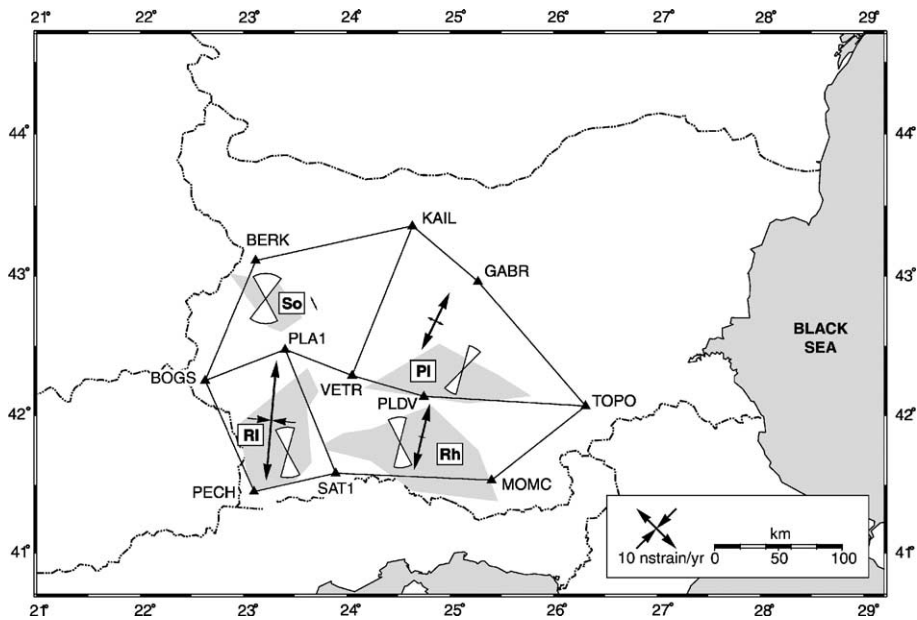 21° 22° 23° 24° 25° 26° 27° 28° 29°
44°
44°
KAIL
BERK
43°
GABR
43°
So
PLA1
BLACK
SEA
BOGS
VETR
Pl
PLDV
TOPO
42°
42°
Rl
Rh
PECH
SAT1
MOMC
km
41°
10 nstrain/yr
0 50 100
41°
21° 22° 23° 24° 25° 26° 27° 28° 29°